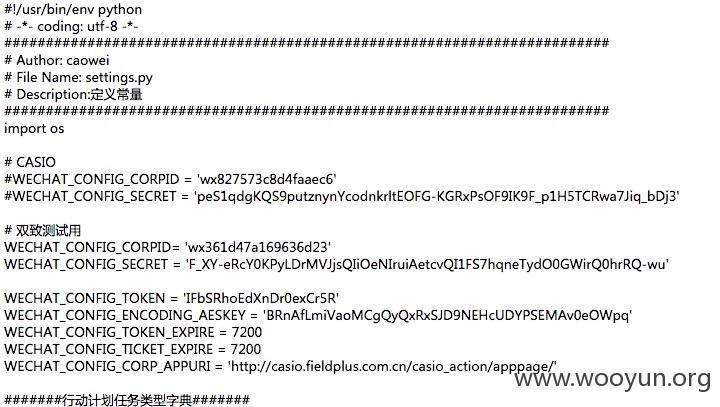 #!/usr/bin/env python
# -*- coding: utf-8 -*-
##########################################################################
# Author: caowei
# File Name: settings.py
# Description:定义常量
##########################################################################
import os
# CASIO
#WECHAT_CONFIG_CORPID = 'wx827573c8d4faaec6'
#WECHAT_CONFIG_SECRET = 'peS1qdgKQS9putznynYcodnkrltEOFG-KGRxPsOF9IK9F_p1H5TCRwa7Jiq_bDj3'
# 双致测试用
WECHAT_CONFIG_CORPID= 'wx361d47a169636d23'
WECHAT_CONFIG_SECRET = 'F_XY-eRcY0KPyLDrMVJjsQIiOeNIruiAetcvQI1FS7hqneTydO0GWirQ0hrRQ-wu'
WECHAT_CONFIG_TOKEN = 'IFbSRhoEdXnDr0exCr5R'
WECHAT_CONFIG_ENCODING_AESKEY = 'BRnAfLmiVaoMCgQyQxRxSJD9NEHcUDYPSEMAv0eOWpq'
WECHAT_CONFIG_TOKEN_EXPIRE = 7200
WECHAT_CONFIG_TICKET_EXPIRE = 7200
WECHAT_CONFIG_CORP_APPURI = 'http://casio.fieldplus.com.cn/casio_action/apppage/'
www.wooyun.org
#######行动计划任务类型字典#######